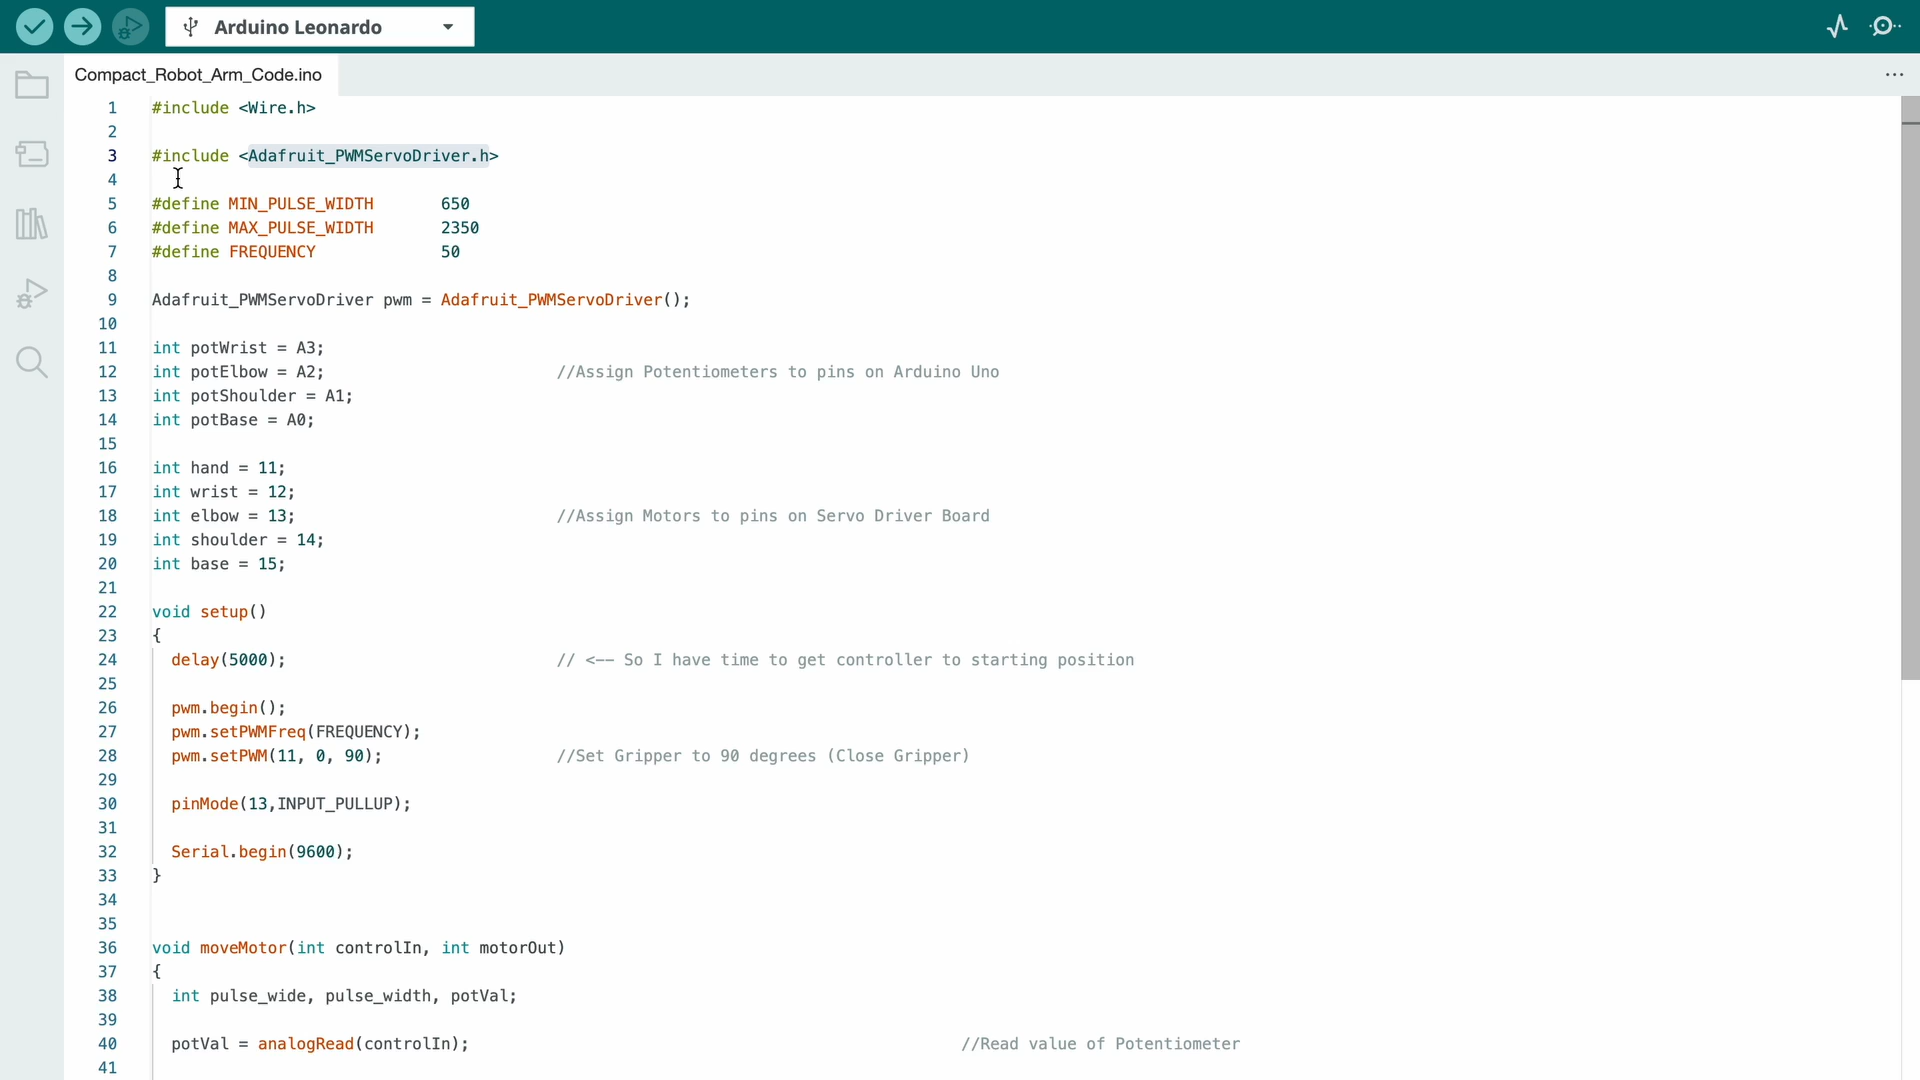 Arduino Leonardo
Compact_Robot_Arm_Code.ino
1 #include <Wire.h>
2
3 #include <Adafruit_PWMServoDriver.h>
4
5 #define MIN_PULSE_WIDTH 650
6 #define MAX_PULSE_WIDTH 2350
7 #define FREQUENCY 50
8
9 Adafruit_PWMServoDriver pwm = Adafruit_PWMServoDriver();
10
11 int potWrist = A3;
12 int potElbow = A2; //Assign Potentiometers to pins on Arduino Uno
13 int potShoulder = A1;
14 int potBase = A0;
15
16 int hand = 11;
17 int wrist = 12;
18 int elbow = 13; //Assign Motors to pins on Servo Driver Board
19 int shoulder = 14;
20 int base = 15;
21
22 void setup()
23 {
24 delay(5000); // <-- So I have time to get controller to starting position
25
26 pwm.begin();
27 pwm.setPWMFreq(FREQUENCY);
28 pwm.setPWM(11, 0, 90); //Set Gripper to 90 degrees (Close Gripper)
29
30 pinMode(13,INPUT_PULLUP);
31
32 Serial.begin(9600);
33 }
34
35
36 void moveMotor(int controlIn, int motorOut)
37 {
38 int pulse_wide, pulse_width, potVal;
39
40 potVal = analogRead(controlIn); //Read value of Potentiometer
41